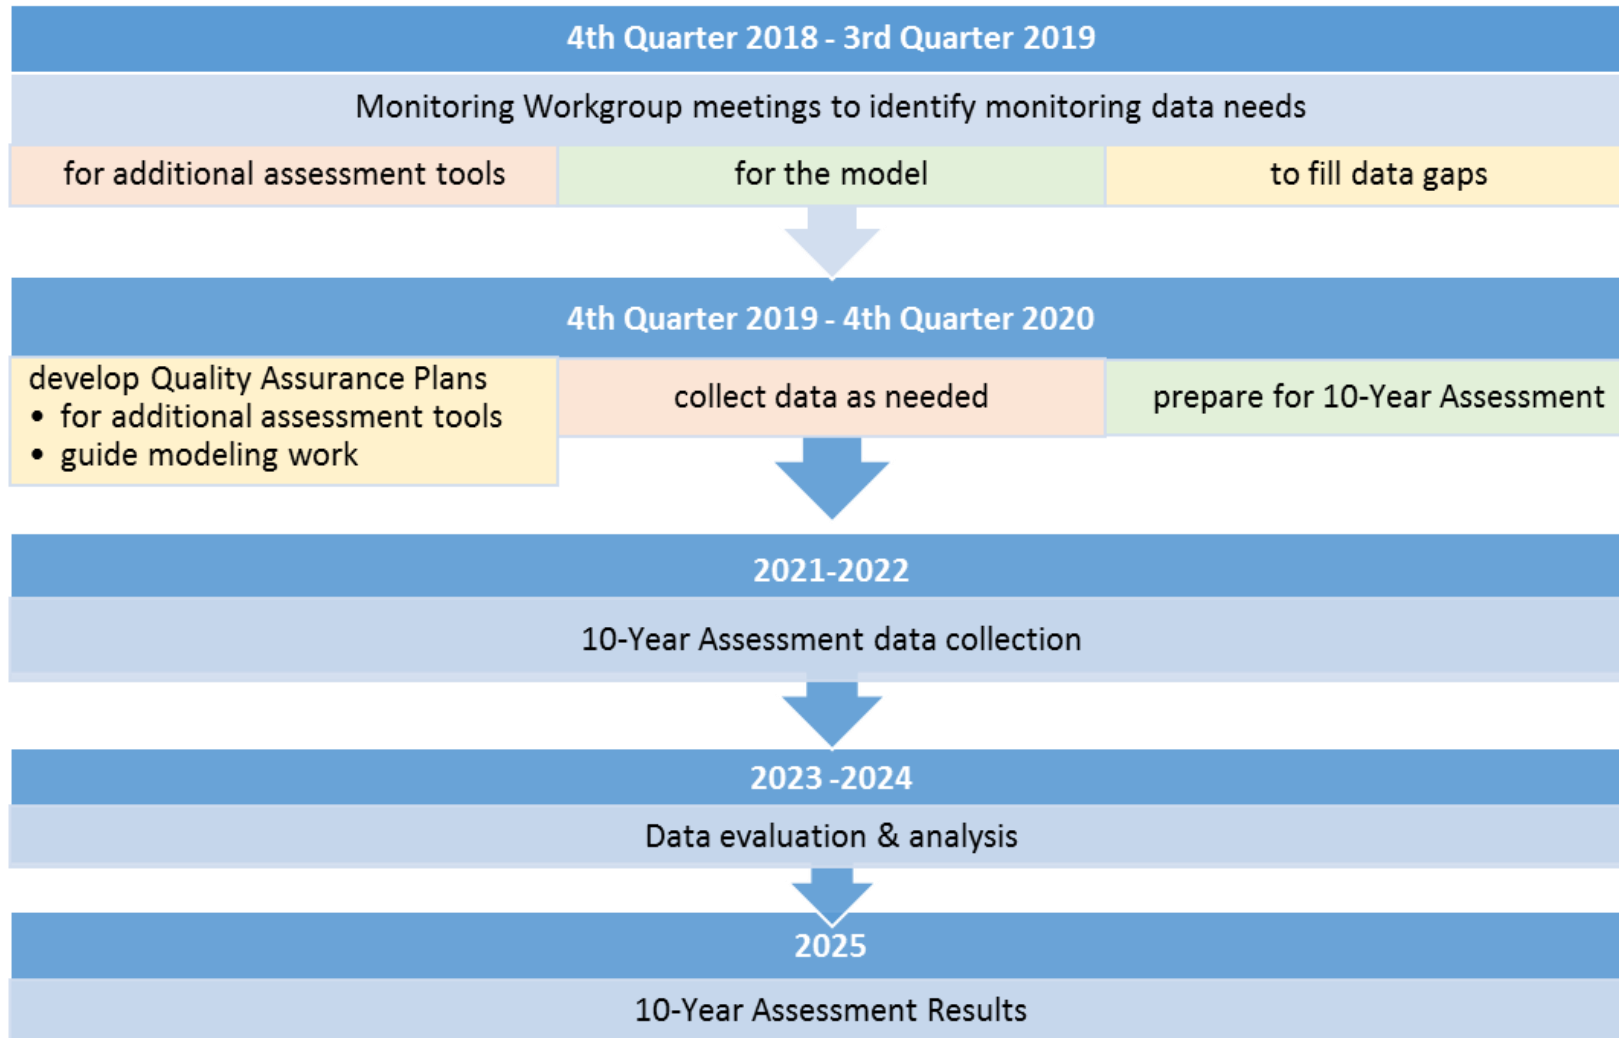 4th Quarter 2018 - 3rd Quarter 2019
Monitoring Workgroup meetings to identify monitoring data needs
for additional assessment tools
for the model
to fill data gaps
4th Quarter 2019 - 4th Quarter 2020
develop Quality Assurance Plans
• for additional assessment tools
• guide modeling work
collect data as needed
prepare for 10-Year Assessment
2021-2022
10-Year Assessment data collection
2023 -2024
Data evaluation & analysis
2025
10-Year Assessment Results